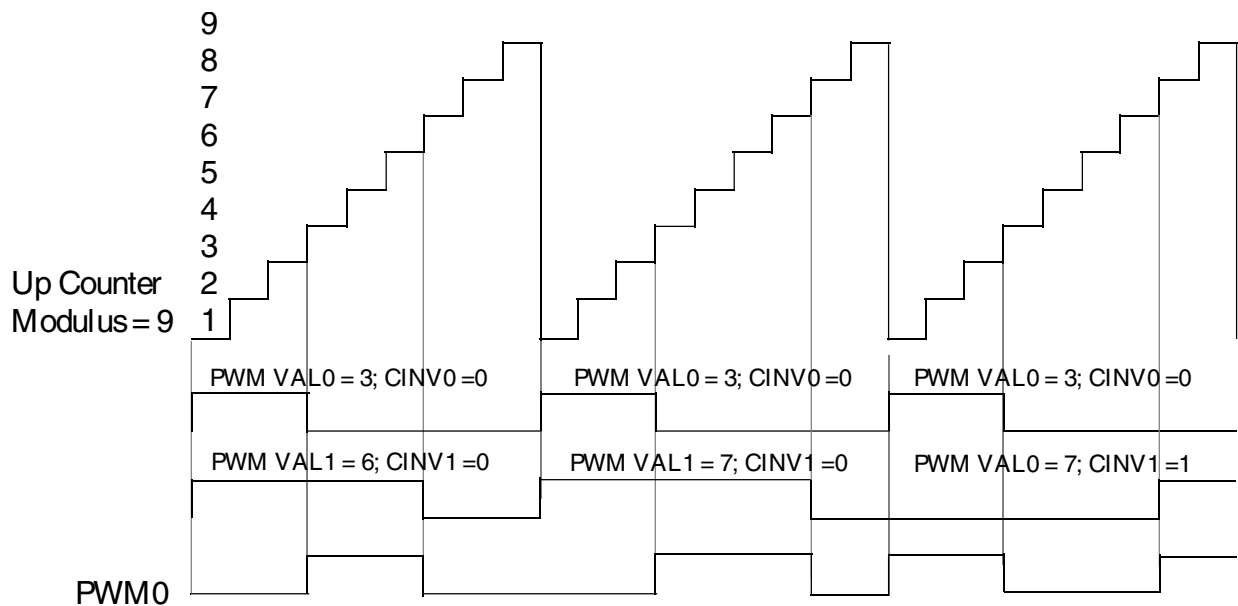 9
8
7
6
5
4
3
Up Counter 2
Modulus = 9 1
PWM VAL0 = 3; CINV0 =0 PWM VAL0 = 3; CINV0 =0 PWM VAL0 = 3; CINV0 =0
PWM VAL1 = 6; CINV1 =0 PWM VAL1 = 7; CINV1 =0 PWM VAL0 = 7; CINV1 =1
PWM0